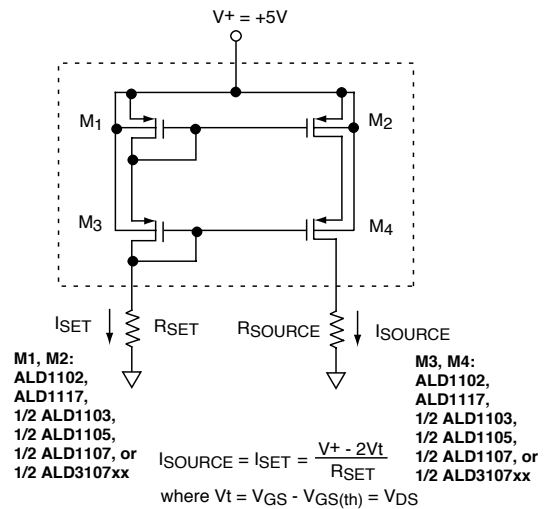 V+ = +5V
M1
M2
M3
M4
ISET
RSET
RSOURCE
ISOURCE
M1, M2:
ALD1102,
ALD1117,
1/2 ALD1103,
1/2 ALD1105,
1/2 ALD1107, or
1/2 ALD3107xx
M3, M4:
ALD1102,
ALD1117,
1/2 ALD1103,
1/2 ALD1105,
1/2 ALD1107, or
1/2 ALD3107xx
ISOURCE = ISET = V+ - 2Vt / RSET
where Vt = VGS - VGS(th) = VDS